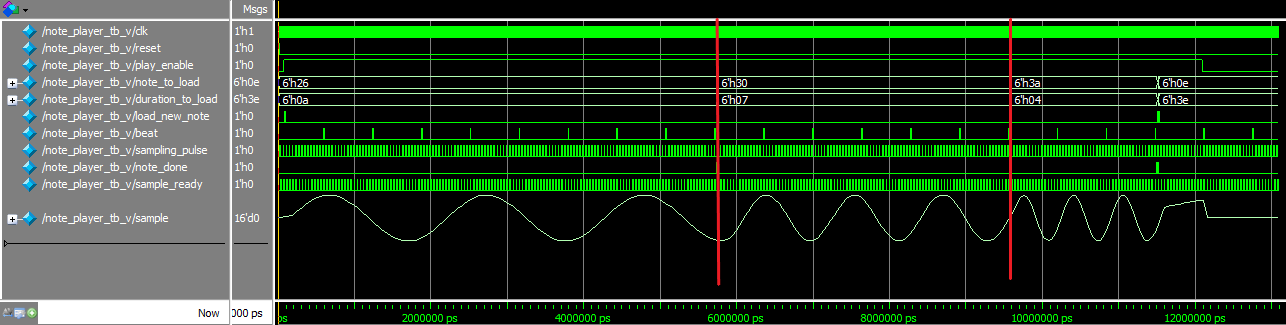 Msgs
/note_player_tb_v/clk 1'h1
/note_player_tb_v/reset 1'h0
/note_player_tb_v/play_enable 1'h0
/note_player_tb_v/note_to_load 6'h0e 6'h26 6'h30 6'h3a 6'h0e
/note_player_tb_v/duration_to_load 6'h3e 6'h0a 6'h07 6'h04 6'h3e
/note_player_tb_v/load_new_note 1'h0
/note_player_tb_v/beat 1'h0
/note_player_tb_v/sampling_pulse 1'h0
/note_player_tb_v/note_done 1'h0
/note_player_tb_v/sample_ready 1'h0
/note_player_tb_v/sample 16'd0
Now 000 ps ps 2000000 ps 4000000 ps 6000000 ps 8000000 ps 10000000 ps 12000000 ps